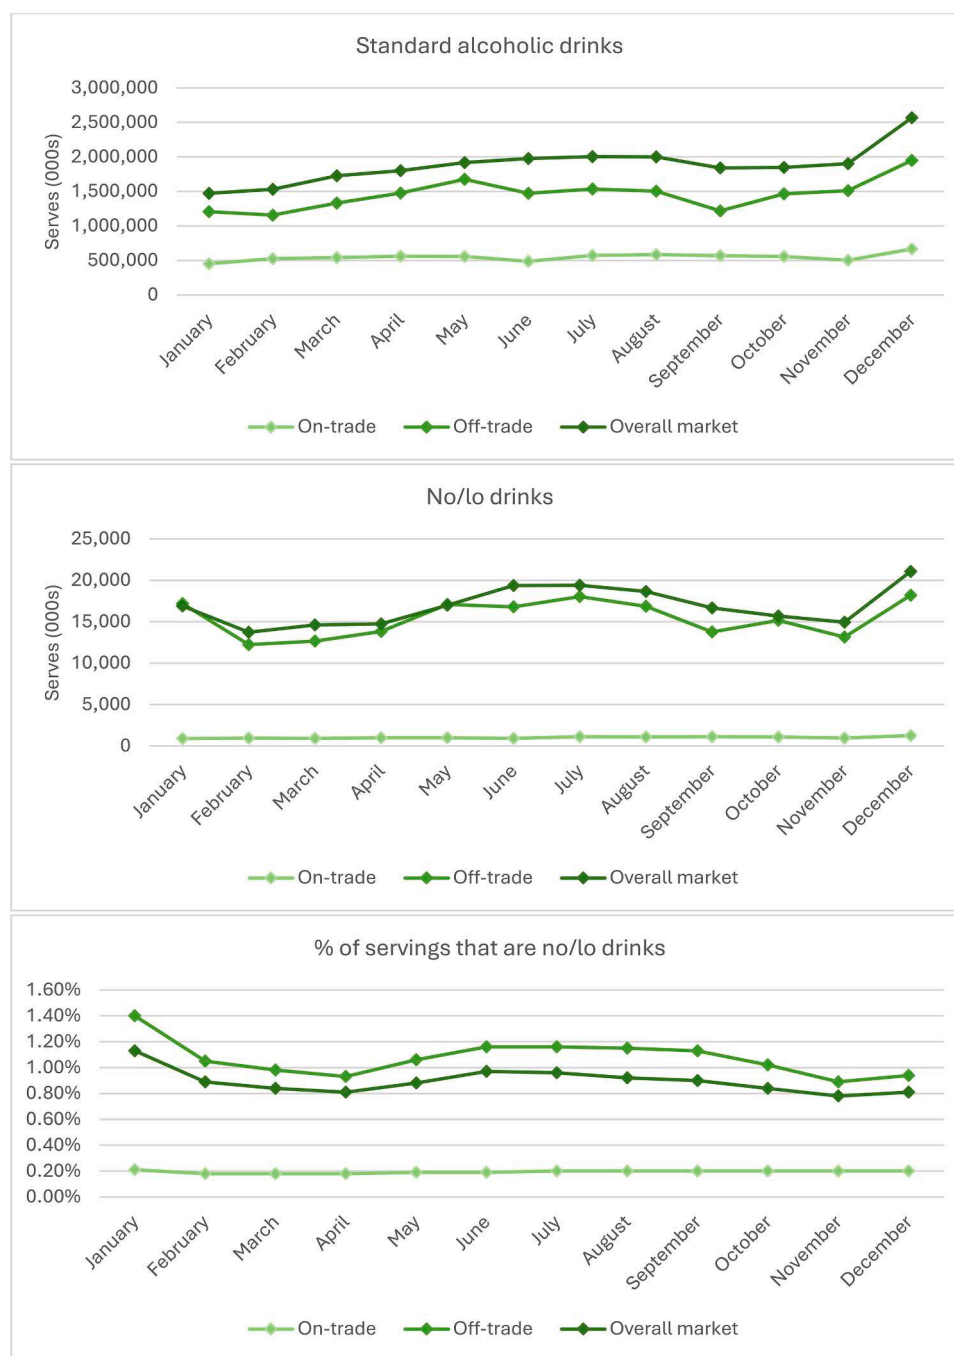 Standard alcoholic drinks
3,000,000
2,500,000
2,000,000
1,500,000
1,000,000
500,000
0
Serves (000s)
January
February
March
April
May
June
July
August
September
October
November
December
On-trade
Off-trade
Overall market
No/lo drinks
25,000
20,000
15,000
10,000
5,000
0
Serves (000s)
January
February
March
April
May
June
July
August
September
October
November
December
On-trade
Off-trade
Overall market
% of servings that are no/lo drinks
1.60%
1.40%
1.20%
1.00%
0.80%
0.60%
0.40%
0.20%
0.00%
January
February
March
April
May
June
July
August
September
October
November
December
On-trade
Off-trade
Overall market